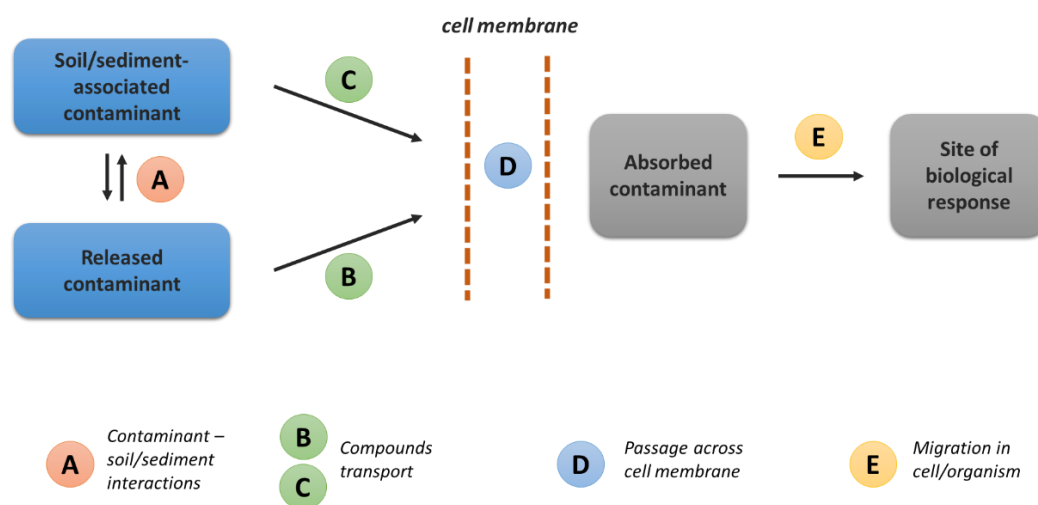 cell membrane
Soil/sediment-
associated
contaminant
C
A
D
Absorbed
contaminant
E
Site of
biological
response
Released
contaminant
B
A
Contaminant –
soil/sediment
interactions
B
C
Compounds
transport
D
Passage across
cell membrane
E
Migration in
cell/organism